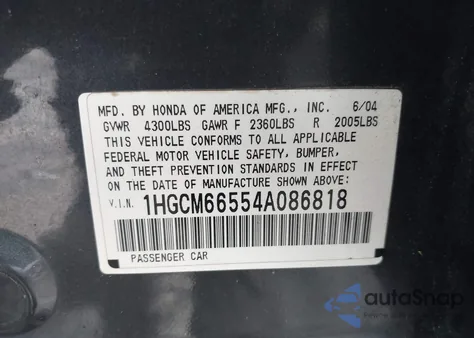 MFD. BY HONDA OF AMERICA MFG., INC. 6/04
GVWR 4300LBS GAWR F 2360LBS R 2005LBS
THIS VEHICLE CONFORMS TO ALL APPLICABLE
FEDERAL MOTOR VEHICLE SAFETY, BUMPER,
AND THEFT PREVENTION STANDARDS IN EFFECT
ON THE DATE OF MANUFACTURE SHOWN ABOVE:
V.I.N. 1HGCM66554A086818
PASSENGER CAR
autoSnap